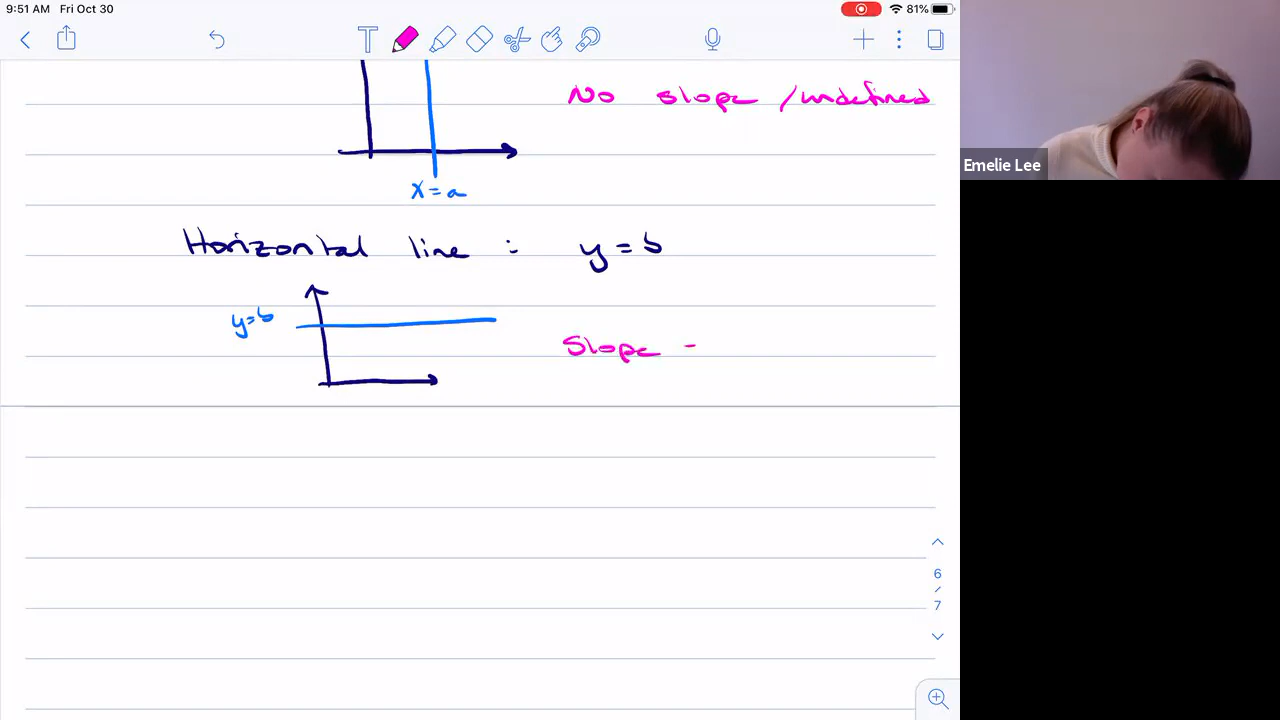 9:51 AM Fri Oct 30
81%
T
No slope /undefined
Emelie Lee
x=a
Horizontal line : y=b
y=b
Slope -
6
/
7